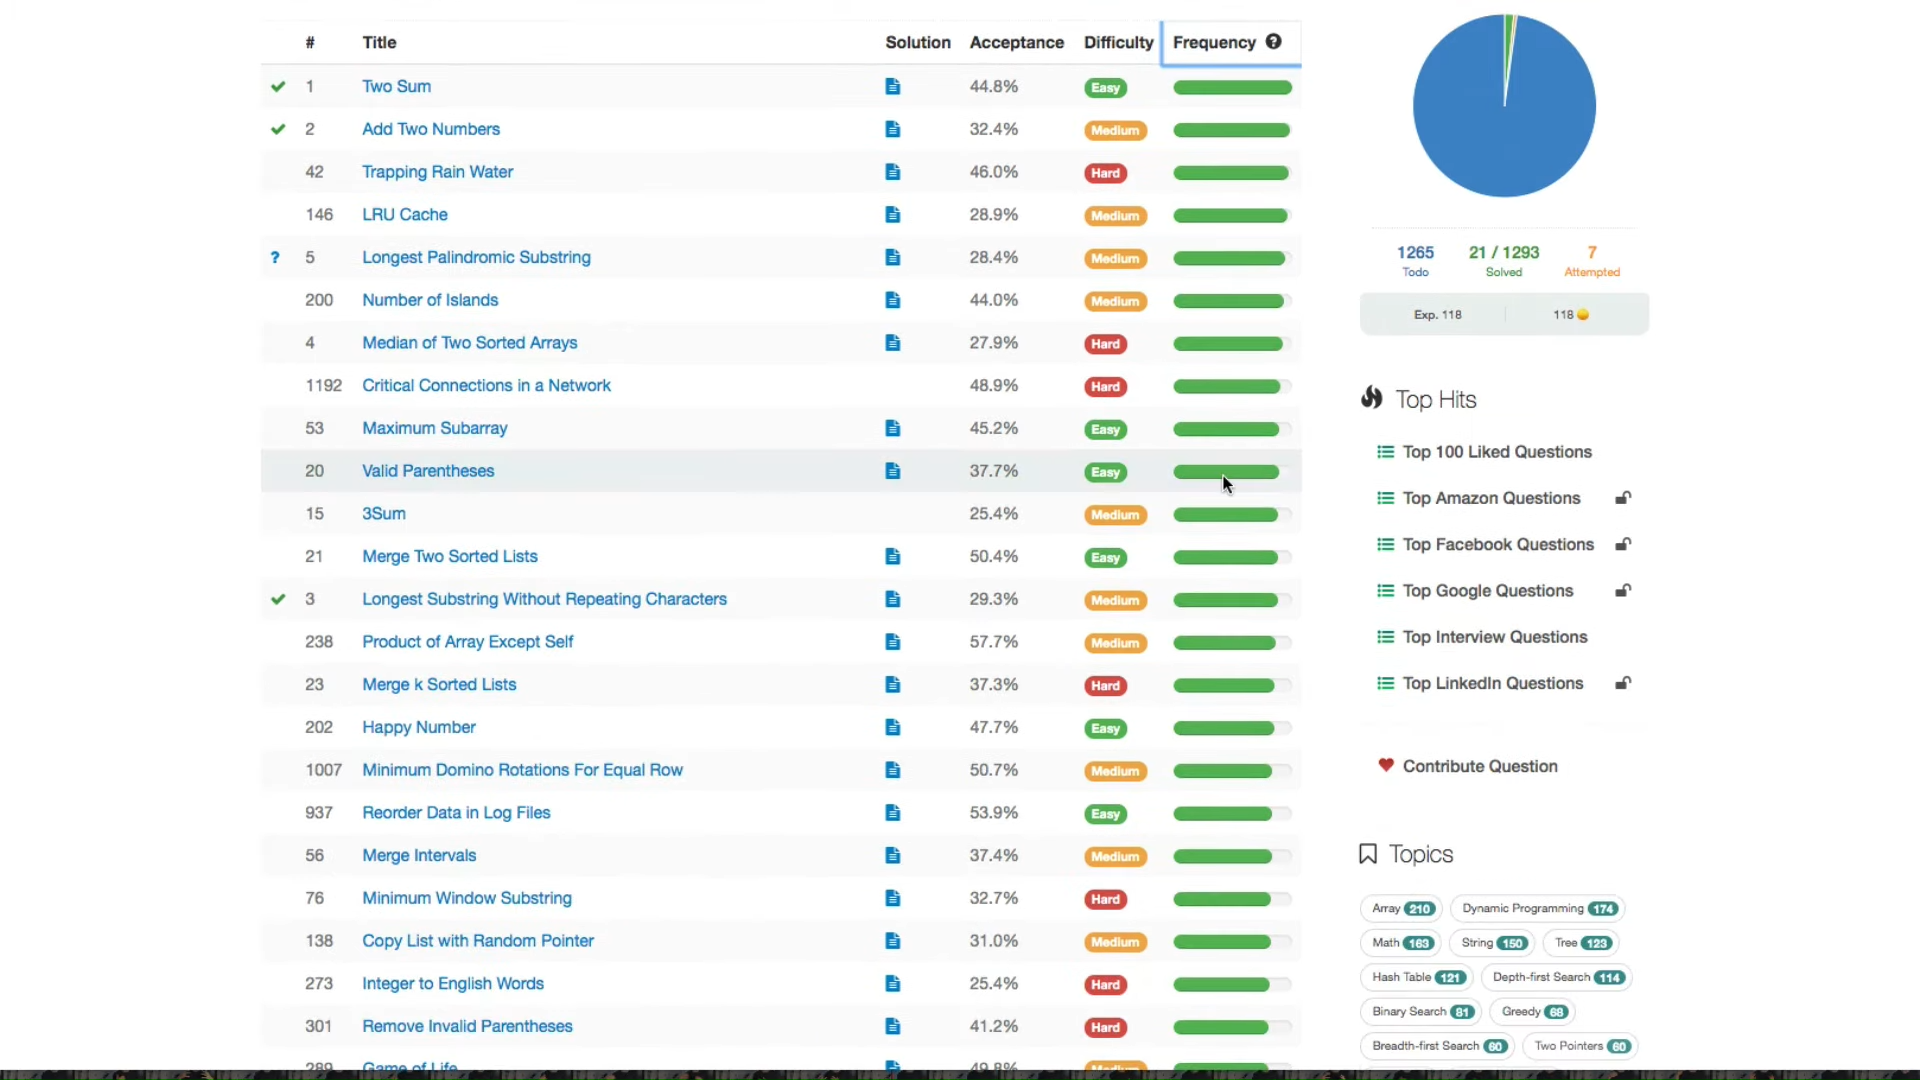 # Title Solution Acceptance Difficulty Frequency
1 Two Sum 44.8% Easy
2 Add Two Numbers 32.4% Medium
42 Trapping Rain Water 46.0% Hard
146 LRU Cache 28.9% Medium
? 5 Longest Palindromic Substring 28.4% Medium
200 Number of Islands 44.0% Medium
4 Median of Two Sorted Arrays 27.9% Hard
1192 Critical Connections in a Network 48.9% Hard
53 Maximum Subarray 45.2% Easy
20 Valid Parentheses 37.7% Easy
15 3Sum 25.4% Medium
21 Merge Two Sorted Lists 50.4% Easy
3 Longest Substring Without Repeating Characters 29.3% Medium
238 Product of Array Except Self 57.7% Medium
23 Merge k Sorted Lists 37.3% Hard
202 Happy Number 47.7% Easy
1007 Minimum Domino Rotations For Equal Row 50.7% Medium
937 Reorder Data in Log Files 53.9% Easy
56 Merge Intervals 37.4% Medium
76 Minimum Window Substring 32.7% Hard
138 Copy List with Random Pointer 31.0% Medium
273 Integer to English Words 25.4% Hard
301 Remove Invalid Parentheses 41.2% Hard
289 Game of Life 49.8% Medium
1265 21 / 1293 7
Todo Solved Attempted
Exp. 118 118
Top Hits
Top 100 Liked Questions
Top Amazon Questions
Top Facebook Questions
Top Google Questions
Top Interview Questions
Top LinkedIn Questions
Contribute Question
Topics
Array 210 Dynamic Programming 174
Math 163 String 150 Tree 123
Hash Table 121 Depth-first Search 114
Binary Search 81 Greedy 68
Breadth-first Search 60 Two Pointers 60